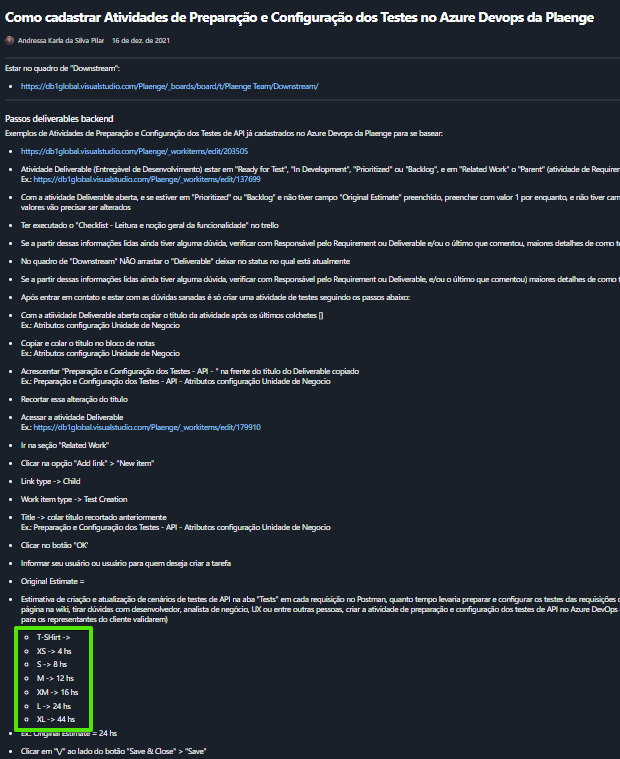 Como cadastrar Atividades de Preparação e Configuração dos Testes no Azure Devops da Plaenge
Andressa Karla da Silva Pilar 16 de dez. de 2021
Estar no quadro de "Downstream":
https://db1global.visualstudio.com/Plaenge/_boards/board/t/Plaenge Team/Downstream/
Passos deliverables backend
Exemplos de Atividades de Preparação e Configuração dos Testes de API já cadastrados no Azure Devops da Plaenge para se basear:
https://db1global.visualstudio.com/Plaenge/_workitems/edit/203505
Atividade Deliverable (Entregável de Desenvolvimento) estar em "Ready for Test", "In Development", "Prioritized" ou "Backlog", e em "Related Work" o "Parent" (atividade de Requirem
Ex.: https://db1global.visualstudio.com/Plaenge/_workitems/edit/137699
Com a atividade Deliverable aberta, e se estiver em "Prioritized" ou "Backlog" e não tiver campo "Original Estimate" preenchido, preencher com valor 1 por enquanto, e não tiver cam
valores vão precisar ser alterados
Ter executado o "Checklist - Leitura e noção geral da funcionalidade" no trello
Se a partir dessas informações lidas ainda tiver alguma dúvida, verificar com Responsável pelo Requirement ou Deliverable e/ou o último que comentou, maiores detalhes de como t
No quadro de "Downstream" NÃO arrastar o "Deliverable" deixar no status no qual está atualmente
Se a partir dessas informações lidas ainda tiver alguma dúvida, verificar com Responsável pelo Requirement ou Deliverable, e/ou o último que comentou) maiores detalhes de como t
Após entrar em contato e estar com as dúvidas sanadas é só criar uma atividade de testes seguindo os passos abaixo:
Com a atiividade Deliverable aberta copiar o título da atividade após os últimos colchetes []
Ex.: Atributos configuração Unidade de Negocio
Copiar e colar o título no bloco de notas
Ex.: Atributos configuração Unidade de Negocio
Acrescentar "Preparação e Configuração dos Testes - API - " na frente do título do Deliverable copiado
Ex.: Preparação e Configuração dos Testes - API - Atributos configuração Unidade de Negocio
Recortar essa alteração do título
Acessar a atividade Deliverable
Ex.: https://db1global.visualstudio.com/Plaenge/_workitems/edit/179910
Ir na seção "Related Work"
Clicar na opção "Add link" > "New item"
Link type -> Child
Work item type -> Test Creation
Title -> colar título recortado anteriormente
Ex.: Preparação e Configuração dos Testes - API - Atributos configuração Unidade de Negocio
Clicar no botão "OK'
Informar seu usuário ou usuário para quem deseja criar a tarefa
Original Estimate =
Estimativa de criação e atualização de cenários de testes de API na aba "Tests" em cada requisição no Postman, quanto tempo levaria preparar e configurar os testes das requisições
página na wiki, tirar dúvidas com desenvolvedor, analista de negócio, UX ou entre outras pessoas, criar a atividade de preparação e configuração dos testes de API no Azure DevOps
para os representantes do cliente validarem)
T-SHirt ->
XS -> 4 hs
S -> 8 hs
M -> 12 hs
XM -> 16 hs
L -> 24 hs
XL -> 44 hs
Ex.: Original Estimate = 24 hs
Clicar em "\/" ao lado do botão "Save & Close" > "Save"